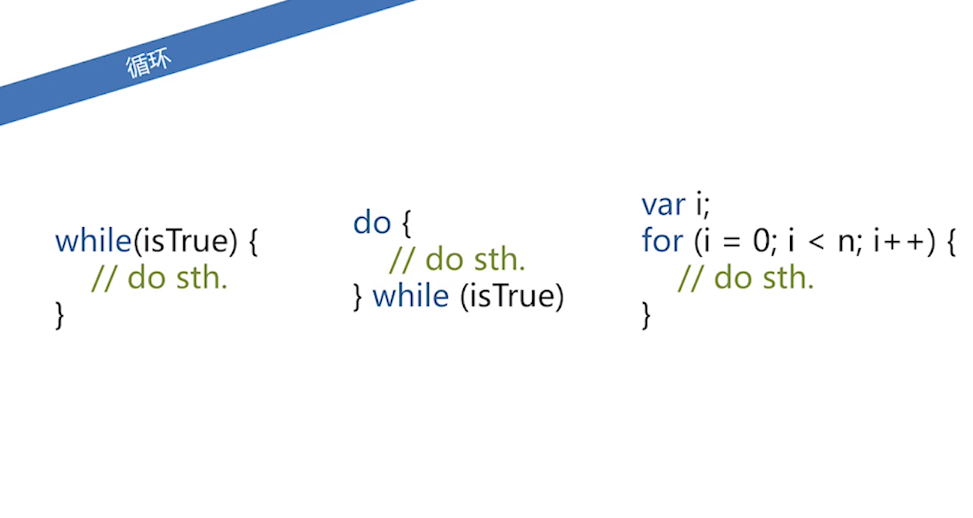 循环
while(isTrue) {
// do sth.
}
do {
// do sth.
} while (isTrue)
var i;
for (i = 0; i < n; i++) {
// do sth.
}